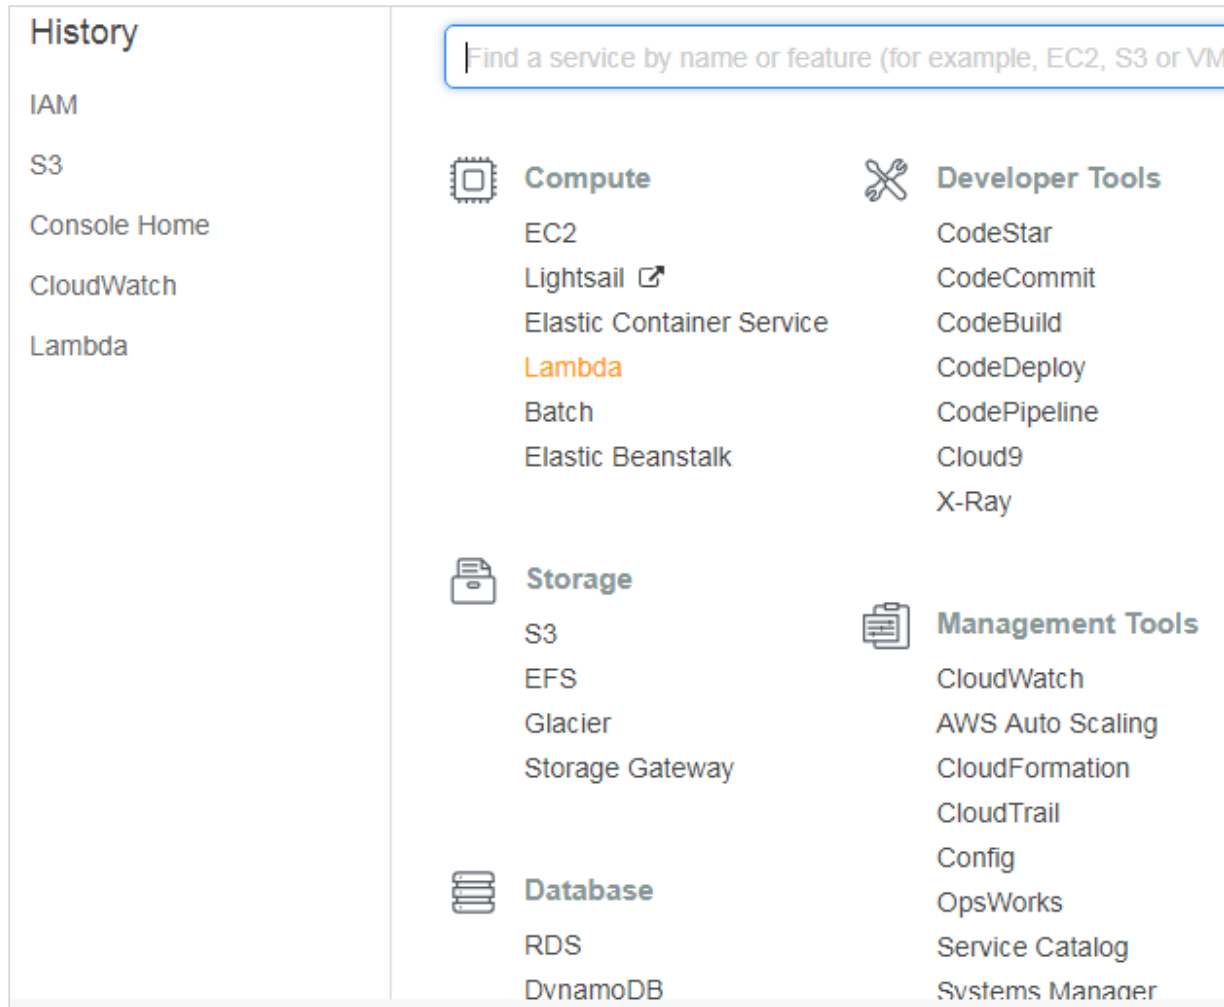 History
IAM
S3
Console Home
CloudWatch
Lambda
Find a service by name or feature (for example, EC2, S3 or VM
Compute
EC2
Lightsail
Elastic Container Service
Lambda
Batch
Elastic Beanstalk
Storage
S3
EFS
Glacier
Storage Gateway
Database
RDS
DynamoDB
Developer Tools
CodeStar
CodeCommit
CodeBuild
CodeDeploy
CodePipeline
Cloud9
X-Ray
Management Tools
CloudWatch
AWS Auto Scaling
CloudFormation
CloudTrail
Config
OpsWorks
Service Catalog
Systems Manager